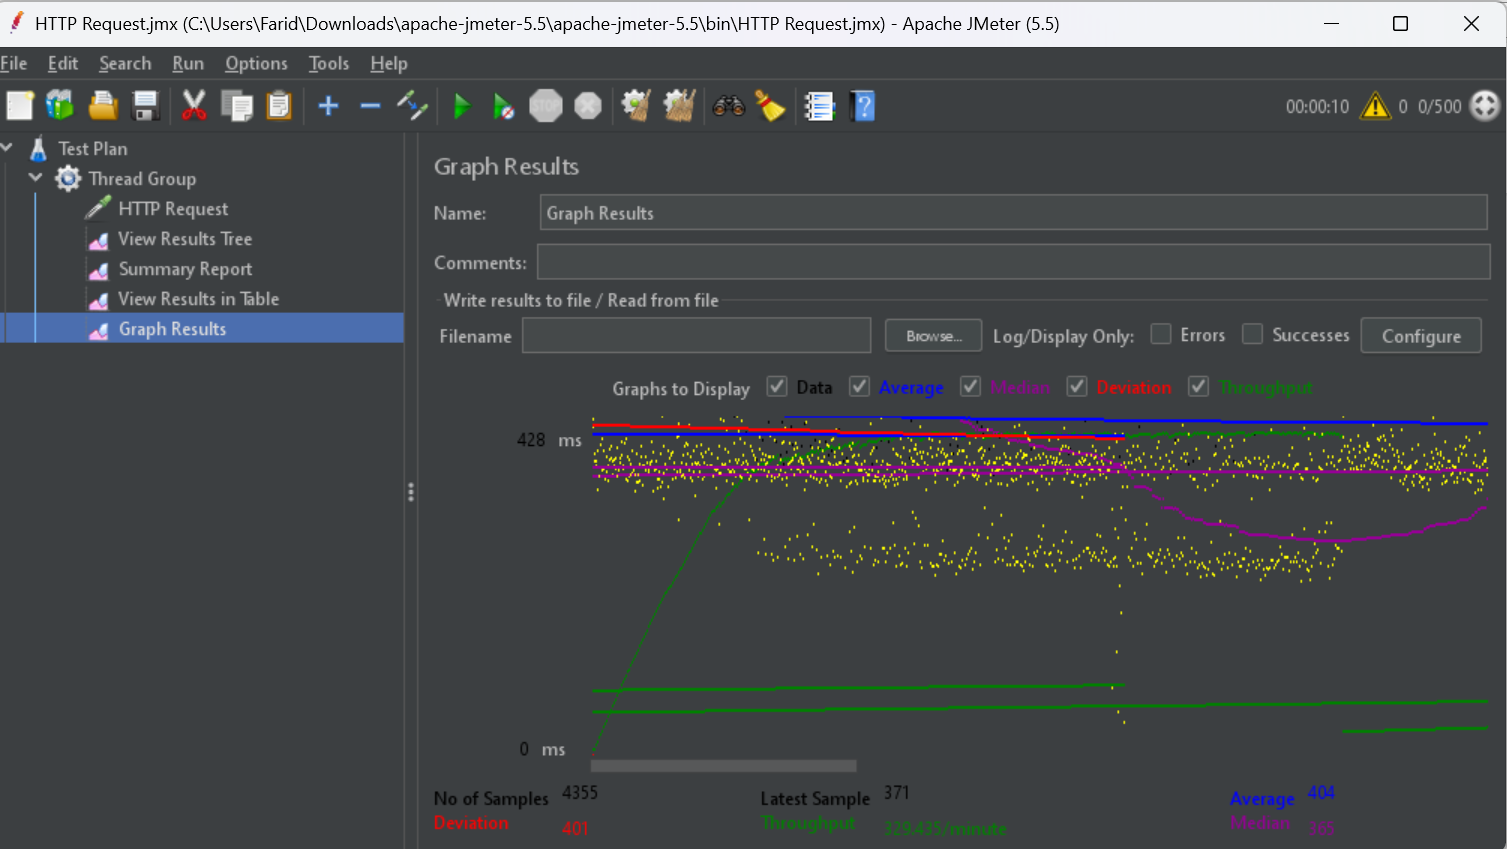 HTTP Request.jmx (C:\Users\Farid\Downloads\apache-jmeter-5.5\apache-jmeter-5.5\bin\HTTP Request.jmx) - Apache JMeter (5.5)
File Edit Search Run Options Tools Help
STOP 00:00:10 0 0/500
Test Plan
Thread Group
HTTP Request
View Results Tree
Summary Report
View Results in Table
Graph Results
Graph Results
Name: Graph Results
Comments:
Write results to file / Read from file
Filename Browse... Log/Display Only: Errors Successes Configure
Graphs to Display Data Average Median Deviation Throughput
428 ms
0 ms
No of Samples 4355 Latest Sample 371 Average 404
Deviation 401 Throughput 329.435/minute Median 365